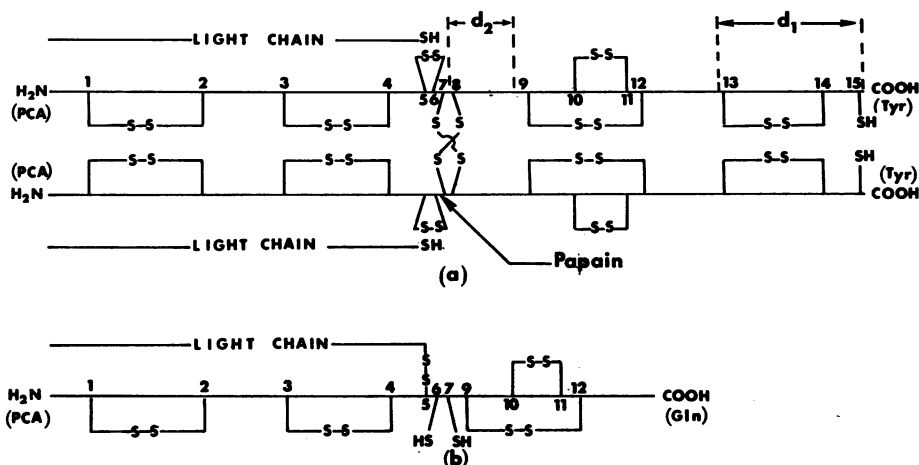 d₂
d₁
LIGHT CHAIN
SH
S-S
S-S
1 2 3 4 5 6 7 8 9 10 11 12 13 14 15
H₂N
COOH
(PCA)
(Tyr)
S-S
S-S
S S
S-S
S-S
SH
(PCA)
S-S
S-S
S S
S-S
S-S
SH
(Tyr)
H₂N
COOH
S-S
S-S
LIGHT CHAIN
SH
Papain
(a)
LIGHT CHAIN
S
S
S-S
1 2 3 4 5 6 7 9 10 11 12
H₂N
COOH
(PCA)
(Gln)
S-S
S-S
HS
SH
S-S
(b)